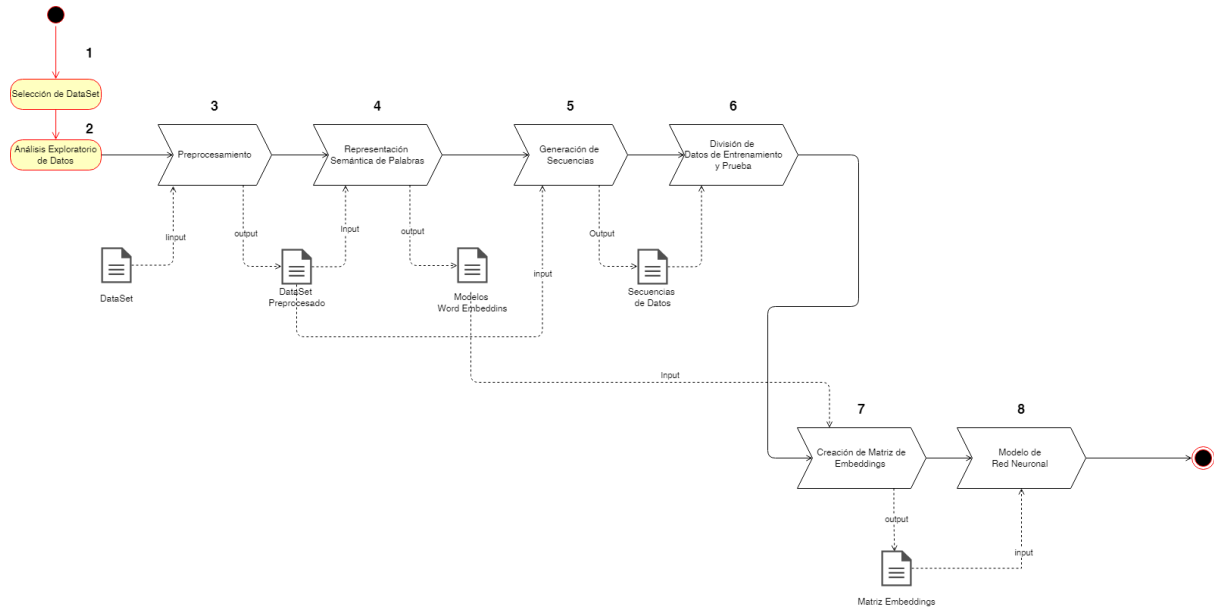 1
Selección de DataSet
2
Análisis Exploratorio
de Datos
3
Preprocesamiento
4
Representación
Semántica de Palabras
5
Generación de
Secuencias
6
División de
Datos de Entrenamiento
y Prueba
Iinput
output
Input
output
input
Output
DataSet
DataSet
Preprocesado
Modelos
Word Embeddins
Secuencias
de Datos
Input
7
Creación de Matriz de
Embeddings
8
Modelo de
Red Neuronal
output
input
Matriz Embeddings